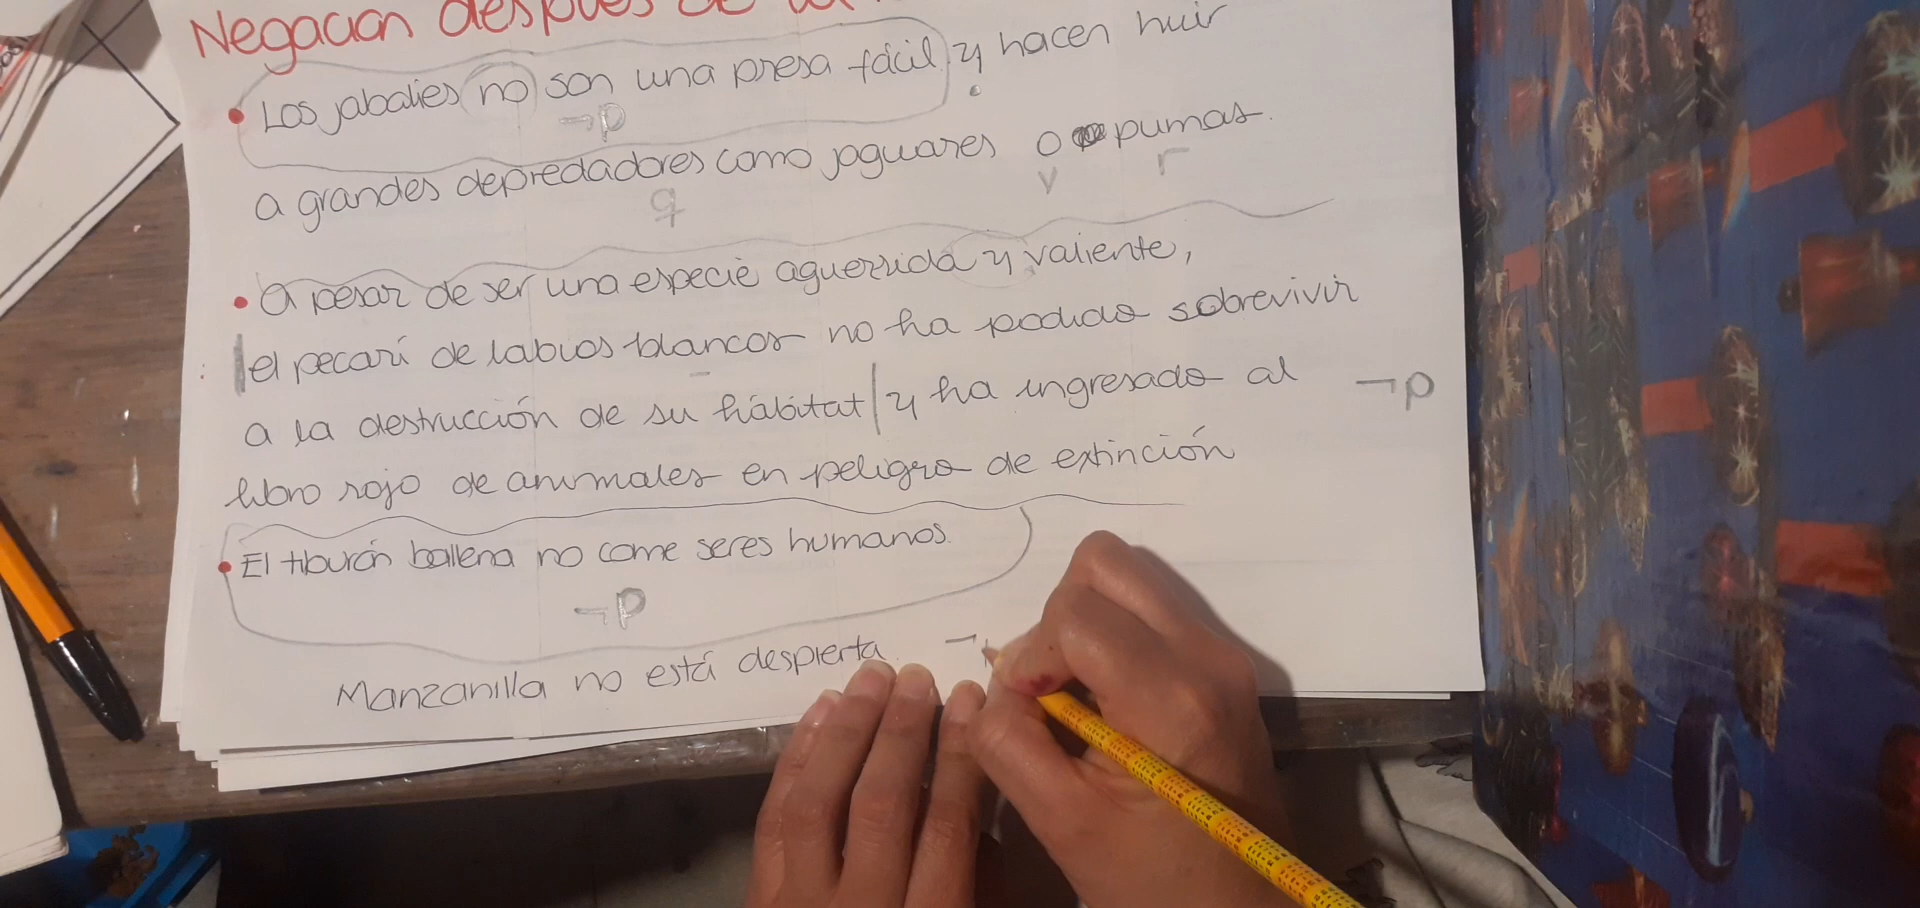 Negación después de
• Los jabalíes no son una presa fácil y hacen huir
¬p
a grandes depredadores como jaguares o pumas.
q v r
• A pesar de ser una especie aguerrida y valiente,
el pecarí de labios blancos no ha podido sobrevivir
a la destrucción de su hábitat y ha ingresado al ¬p
libro rojo de animales en peligro de extinción
• El tiburón ballena no come seres humanos.
¬p
Manzanilla no está despierta. ¬